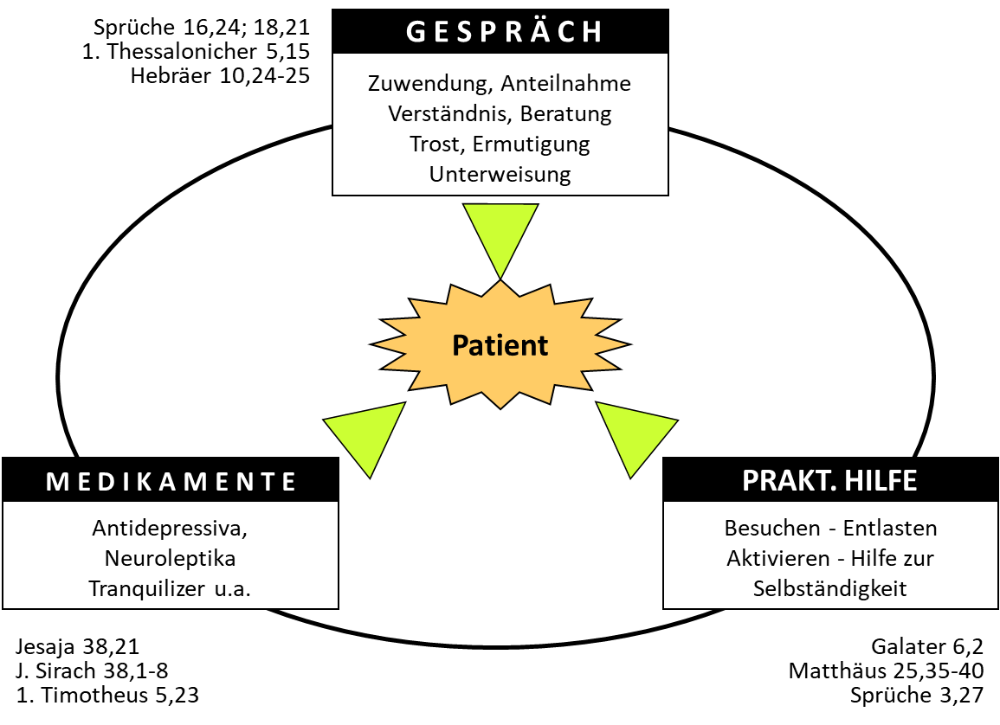 Sprüche 16,24; 18,21
1. Thessalonicher 5,15
Hebräer 10,24-25
GESPRÄCH
Zuwendung, Anteilnahme
Verständnis, Beratung
Trost, Ermutigung
Unterweisung
Patient
MEDIKAMENTE
Antidepressiva,
Neuroleptika
Tranquilizer u.a.
PRAKT. HILFE
Besuchen - Entlasten
Aktivieren - Hilfe zur
Selbständigkeit
Jesaja 38,21
J. Sirach 38,1-8
1. Timotheus 5,23
Galater 6,2
Matthäus 25,35-40
Sprüche 3,27